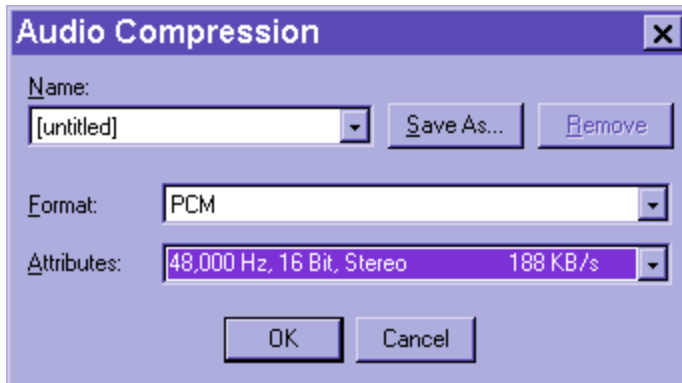 Audio Compression
Name:
[untitled] Save As... Remove
Format: PCM
Attributes: 48,000 Hz, 16 Bit, Stereo 188 KB/s
OK Cancel